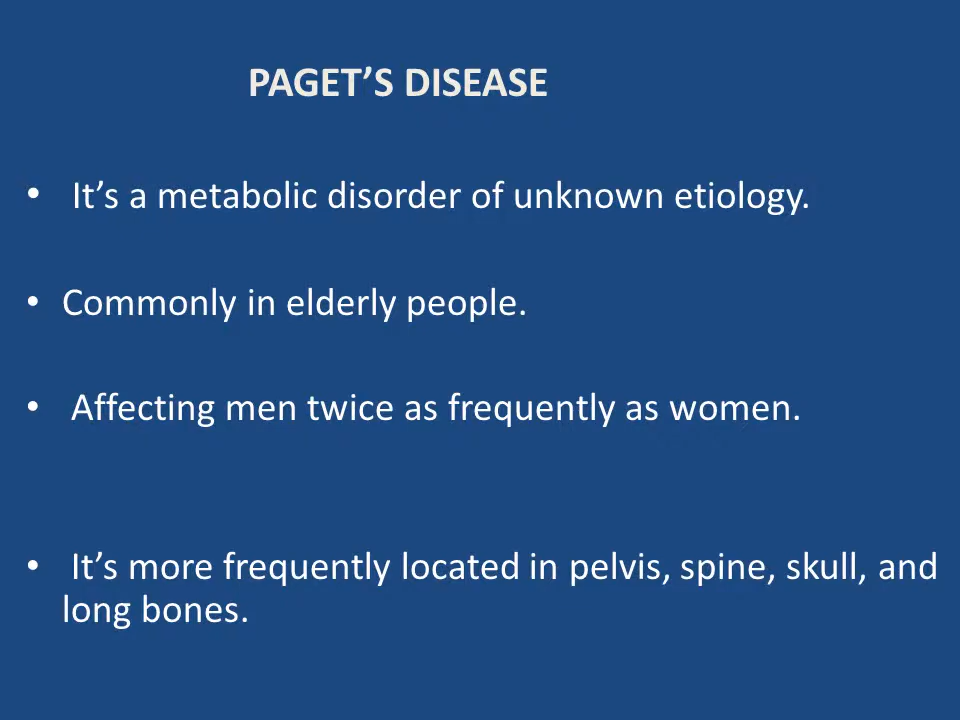 PAGET’S DISEASE
• It’s a metabolic disorder of unknown etiology.
• Commonly in elderly people.
• Affecting men twice as frequently as women.
• It’s more frequently located in pelvis, spine, skull, and
long bones.